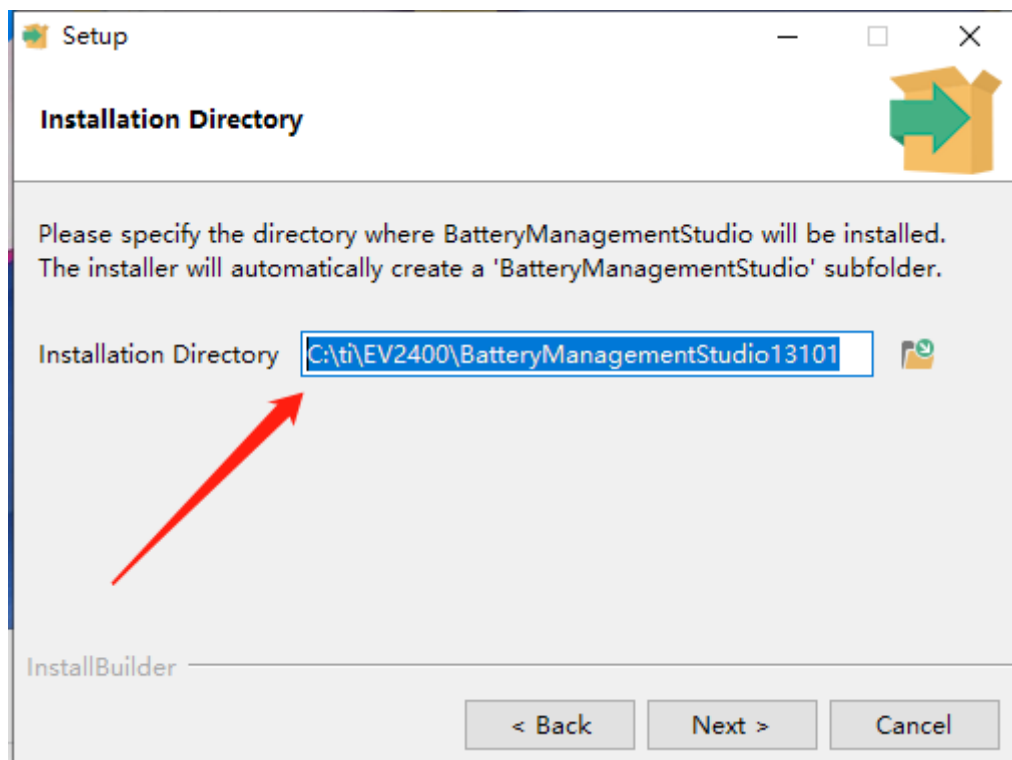 Setup
Installation Directory
Please specify the directory where BatteryManagementStudio will be installed.
The installer will automatically create a 'BatteryManagementStudio' subfolder.
Installation Directory C:\ti\EV2400\BatteryManagementStudio13101
InstallBuilder
< Back Next > Cancel